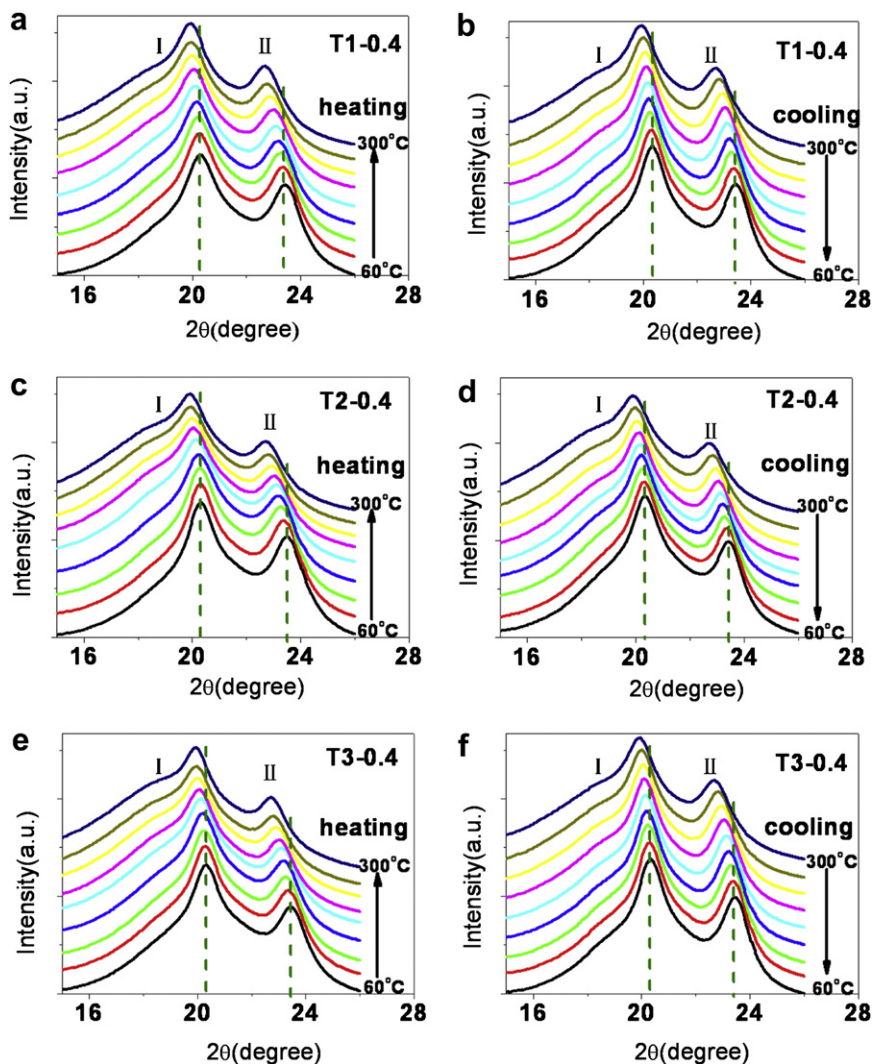 a
I
II
T1-0.4
heating
300°C
60°C
Intensity(a.u.)
16 20 24 28
2θ(degree)
b
I
II
T1-0.4
cooling
300°C
60°C
Intensity(a.u.)
16 20 24 28
2θ(degree)
c
I
II
T2-0.4
heating
300°C
60°C
Intensity(a.u.)
16 20 24 28
2θ(degree)
d
I
II
T2-0.4
cooling
300°C
60°C
Intensity(a.u.)
16 20 24 28
2θ(degree)
e
I
II
T3-0.4
heating
300°C
60°C
Intensity(a.u.)
16 20 24 28
2θ(degree)
f
I
II
T3-0.4
cooling
300°C
60°C
Intensity(a.u.)
16 20 24 28
2θ(degree)